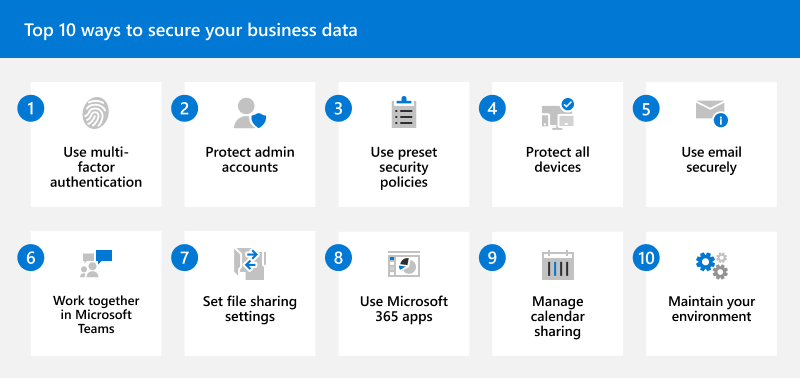 Top 10 ways to secure your business data
1
Use multi-
factor
authentication
2
Protect admin
accounts
3
Use preset
security
policies
4
Protect all
devices
5
Use email
securely
6
Work together
in Microsoft
Teams
7
Set file sharing
settings
8
Use Microsoft
365 apps
9
Manage
calendar
sharing
10
Maintain your
environment